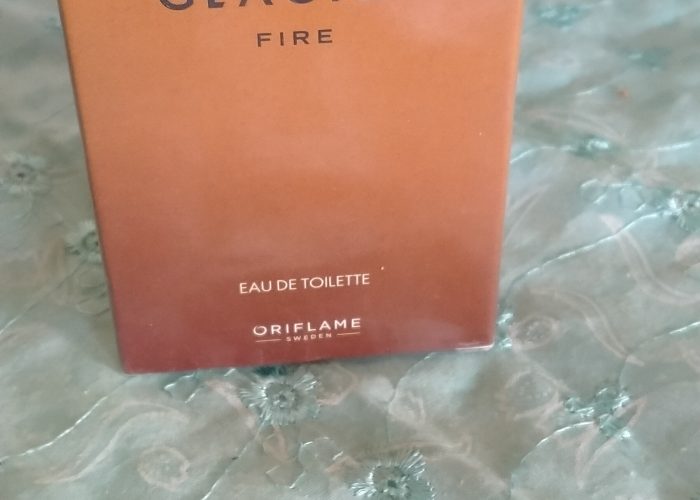 FIRE
EAU DE TOILETTE
ORIFLAME
SWEDEN